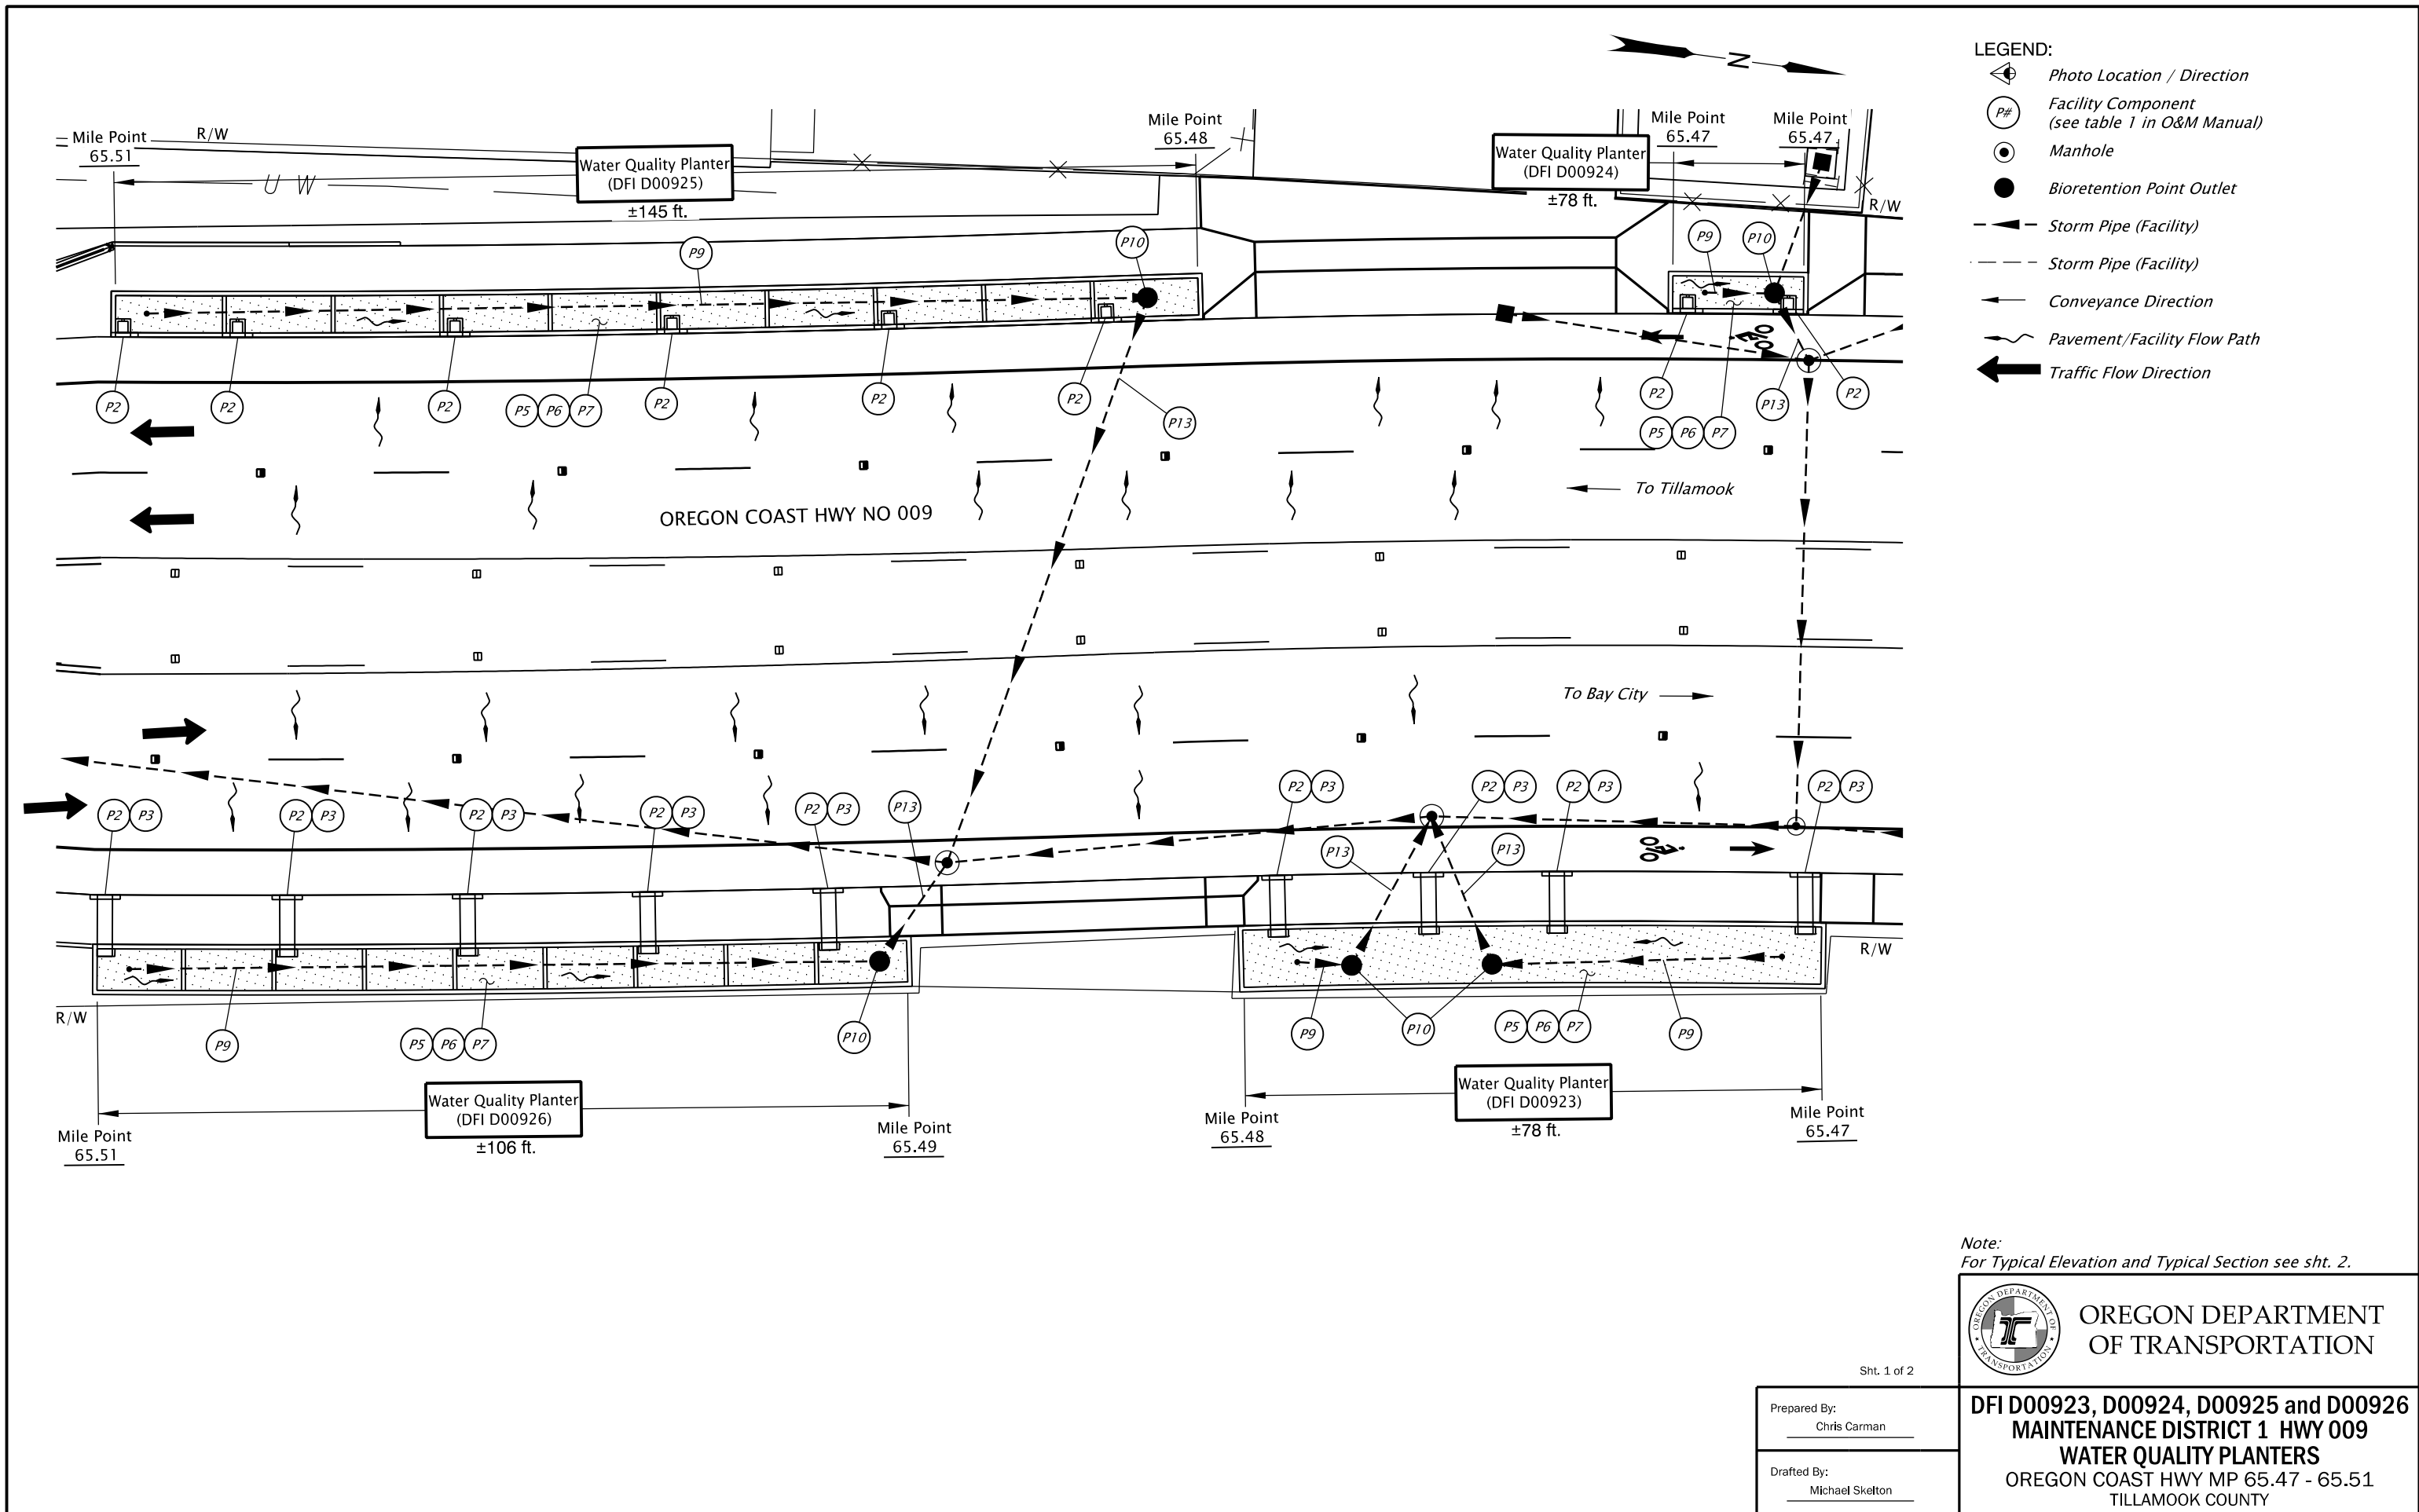 N
LEGEND:
Photo Location / Direction
P#
Facility Component
(see table 1 in O&M Manual)
Manhole
Bioretention Point Outlet
Storm Pipe (Facility)
Storm Pipe (Facility)
Conveyance Direction
Pavement/Facility Flow Path
Traffic Flow Direction
Mile Point
65.51
R/W
U W
Water Quality Planter
(DFI D00925)
±145 ft.
Mile Point
65.48
Water Quality Planter
(DFI D00924)
±78 ft.
Mile Point
65.47
Mile Point
65.47
R/W
P9
P10
P9
P10
P2
P2
P2
P5 P6 P7
P2
P2
P2
P13
P2
P13
P2
P5 P6 P7
To Tillamook
OREGON COAST HWY NO 009
To Bay City
P2 P3
P2 P3
P2 P3
P2 P3
P2 P3
P13
P2 P3
P2 P3
P2 P3
P2 P3
P13
P13
R/W
R/W
P9
P5 P6 P7
P10
P9
P10
P5 P6 P7
P9
Mile Point
65.51
Water Quality Planter
(DFI D00926)
±106 ft.
Mile Point
65.49
Mile Point
65.48
Water Quality Planter
(DFI D00923)
±78 ft.
Mile Point
65.47
Note:
For Typical Elevation and Typical Section see sht. 2.
OREGON DEPARTMENT OF
TRANSPORTATION
OREGON DEPARTMENT
OF TRANSPORTATION
Sht. 1 of 2
Prepared By:
Chris Carman
Drafted By:
Michael Skelton
DFI D00923, D00924, D00925 and D00926
MAINTENANCE DISTRICT 1 HWY 009
WATER QUALITY PLANTERS
OREGON COAST HWY MP 65.47 - 65.51
TILLAMOOK COUNTY